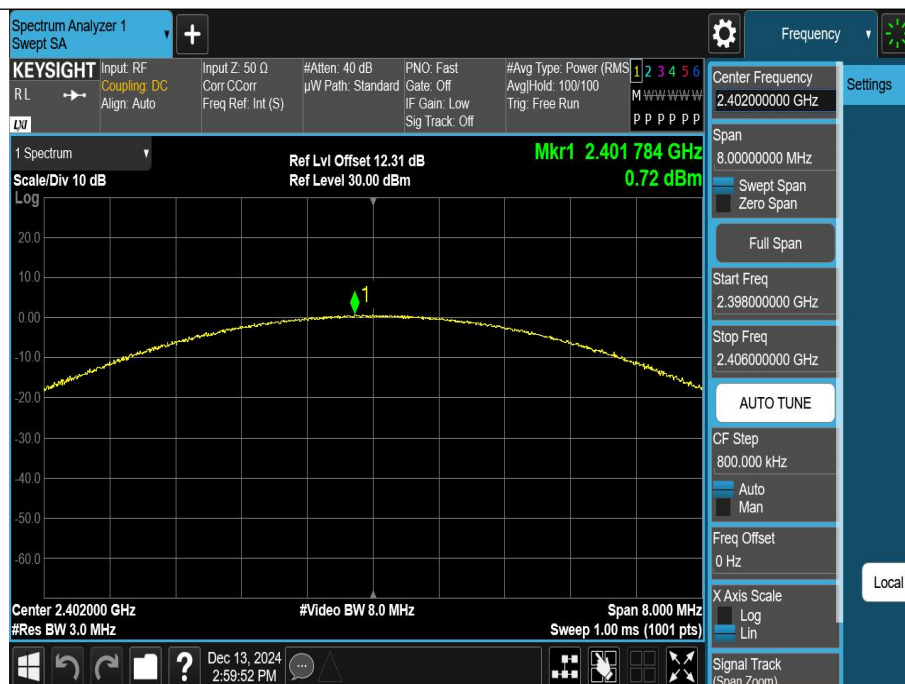 Spectrum Analyzer 1
Swept SA
Frequency
KEYSIGHT
RL
LXI
Input: RF
Coupling: DC
Align: Auto
Input Z: 50 Ω
Corr CCorr
Freq Ref: Int (S)
#Atten: 40 dB
µW Path: Standard
PNO: Fast
Gate: Off
IF Gain: Low
Sig Track: Off
#Avg Type: Power (RMS
Avg|Hold: 100/100
Trig: Free Run
1 2 3 4 5 6
M W W W W W
P P P P P P
1 Spectrum
Scale/Div 10 dB
Log
Ref Lvl Offset 12.31 dB
Ref Level 30.00 dBm
Mkr1 2.401 784 GHz
0.72 dBm
20.0
10.0
1
0.00
-10.0
-20.0
-30.0
-40.0
-50.0
-60.0
Center 2.402000 GHz
#Res BW 3.0 MHz
#Video BW 8.0 MHz
Span 8.000 MHz
Sweep 1.00 ms (1001 pts)
Dec 13, 2024
2:59:52 PM
Center Frequency
2.402000000 GHz
Settings
Span
8.00000000 MHz
Swept Span
Zero Span
Full Span
Start Freq
2.398000000 GHz
Stop Freq
2.406000000 GHz
AUTO TUNE
CF Step
800.000 kHz
Auto
Man
Freq Offset
0 Hz
Local
X Axis Scale
Log
Lin
Signal Track
(Span Zoom)